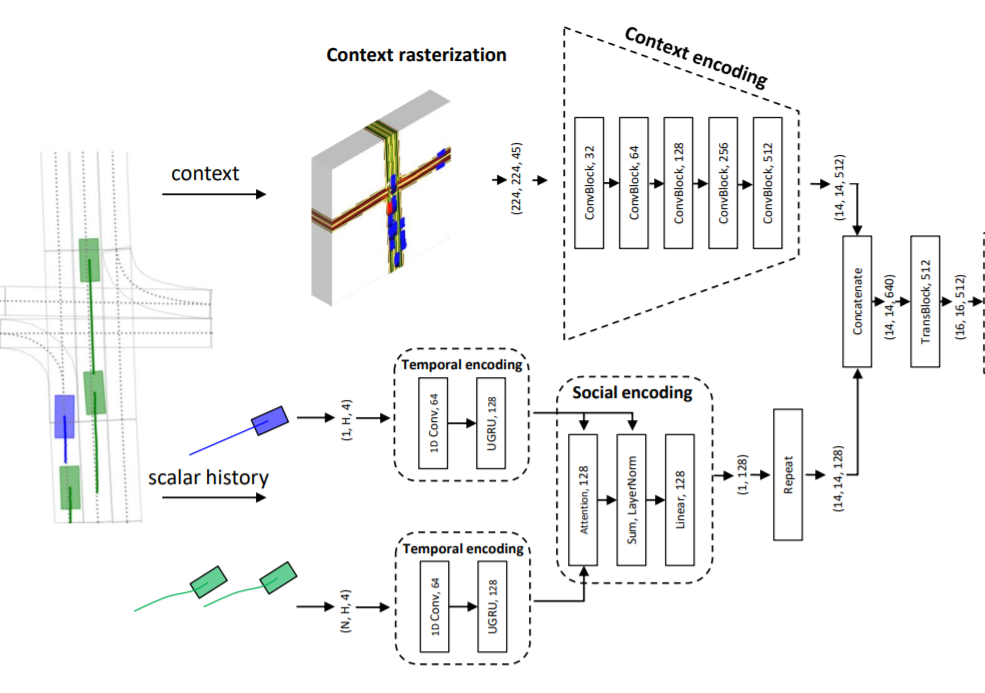 Context rasterization
Context encoding
context
(224, 224, 45)
ConvBlock, 32
ConvBlock, 64
ConvBlock, 128
ConvBlock, 256
ConvBlock, 512
(14, 14, 512)
Concatenate
(14, 14, 640)
TransBlock, 512
(16, 16, 512)
scalar history
(1, H, 4)
Temporal encoding
1D Conv, 64
UGRU, 128
Social encoding
Attention, 128
Sum, LayerNorm
Linear, 128
(1, 128)
Repeat
(14, 14, 128)
(N, H, 4)
Temporal encoding
1D Conv, 64
UGRU, 128